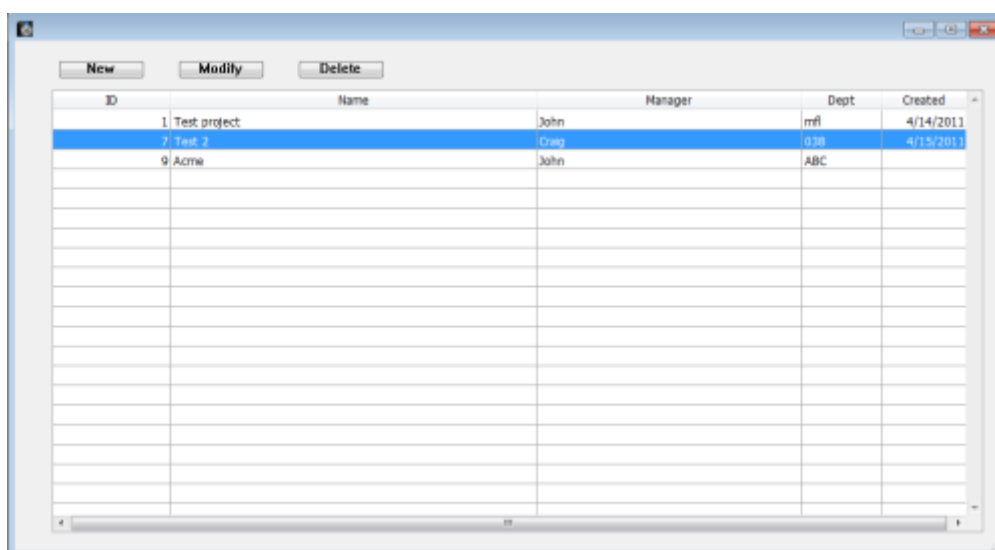 New Modify Delete
ID Name Manager Dept Created
1 Test project John mfl 4/14/2011
7 Test 2 Craig 038 4/15/2011
9 Acme John ABC